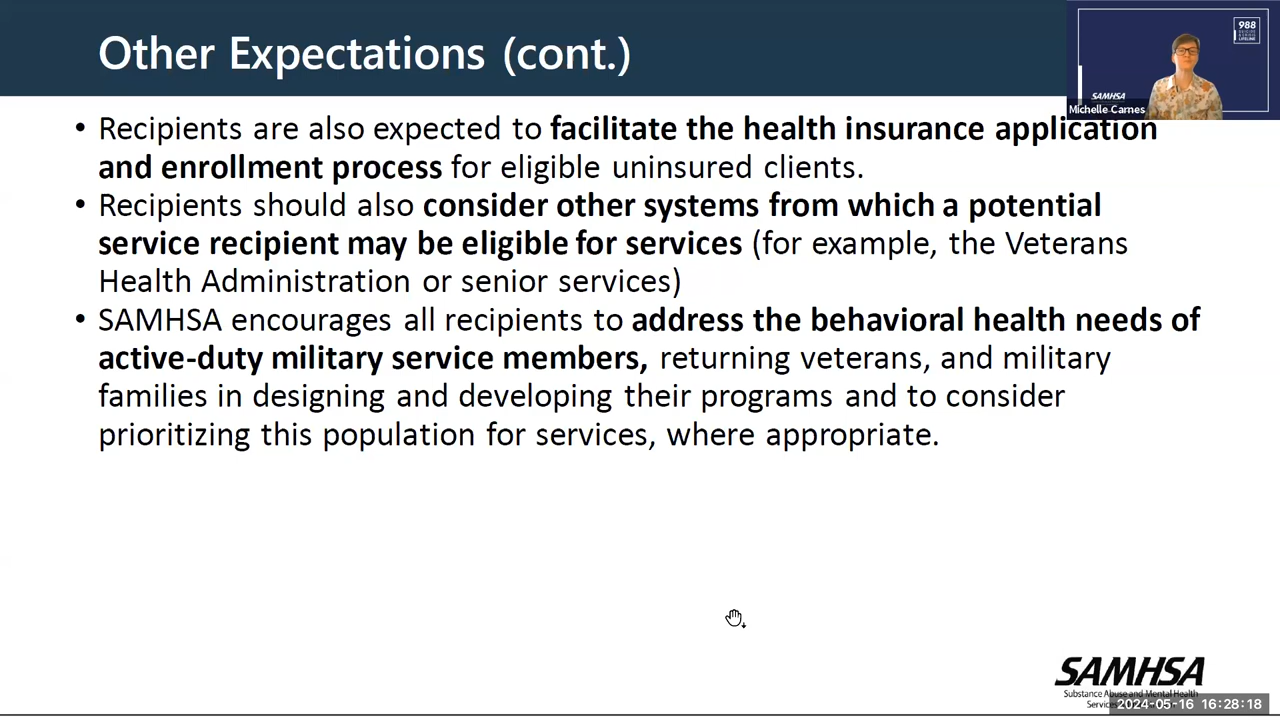 Other Expectations (cont.)
988
SAMHSA
Michelle Carnes
• Recipients are also expected to facilitate the health insurance application
and enrollment process for eligible uninsured clients.
• Recipients should also consider other systems from which a potential
service recipient may be eligible for services (for example, the Veterans
Health Administration or senior services)
• SAMHSA encourages all recipients to address the behavioral health needs of
active-duty military service members, returning veterans, and military
families in designing and developing their programs and to consider
prioritizing this population for services, where appropriate.
SAMHSA
Substance Abuse and Mental Health
Services
2024-05-16 16:28:18